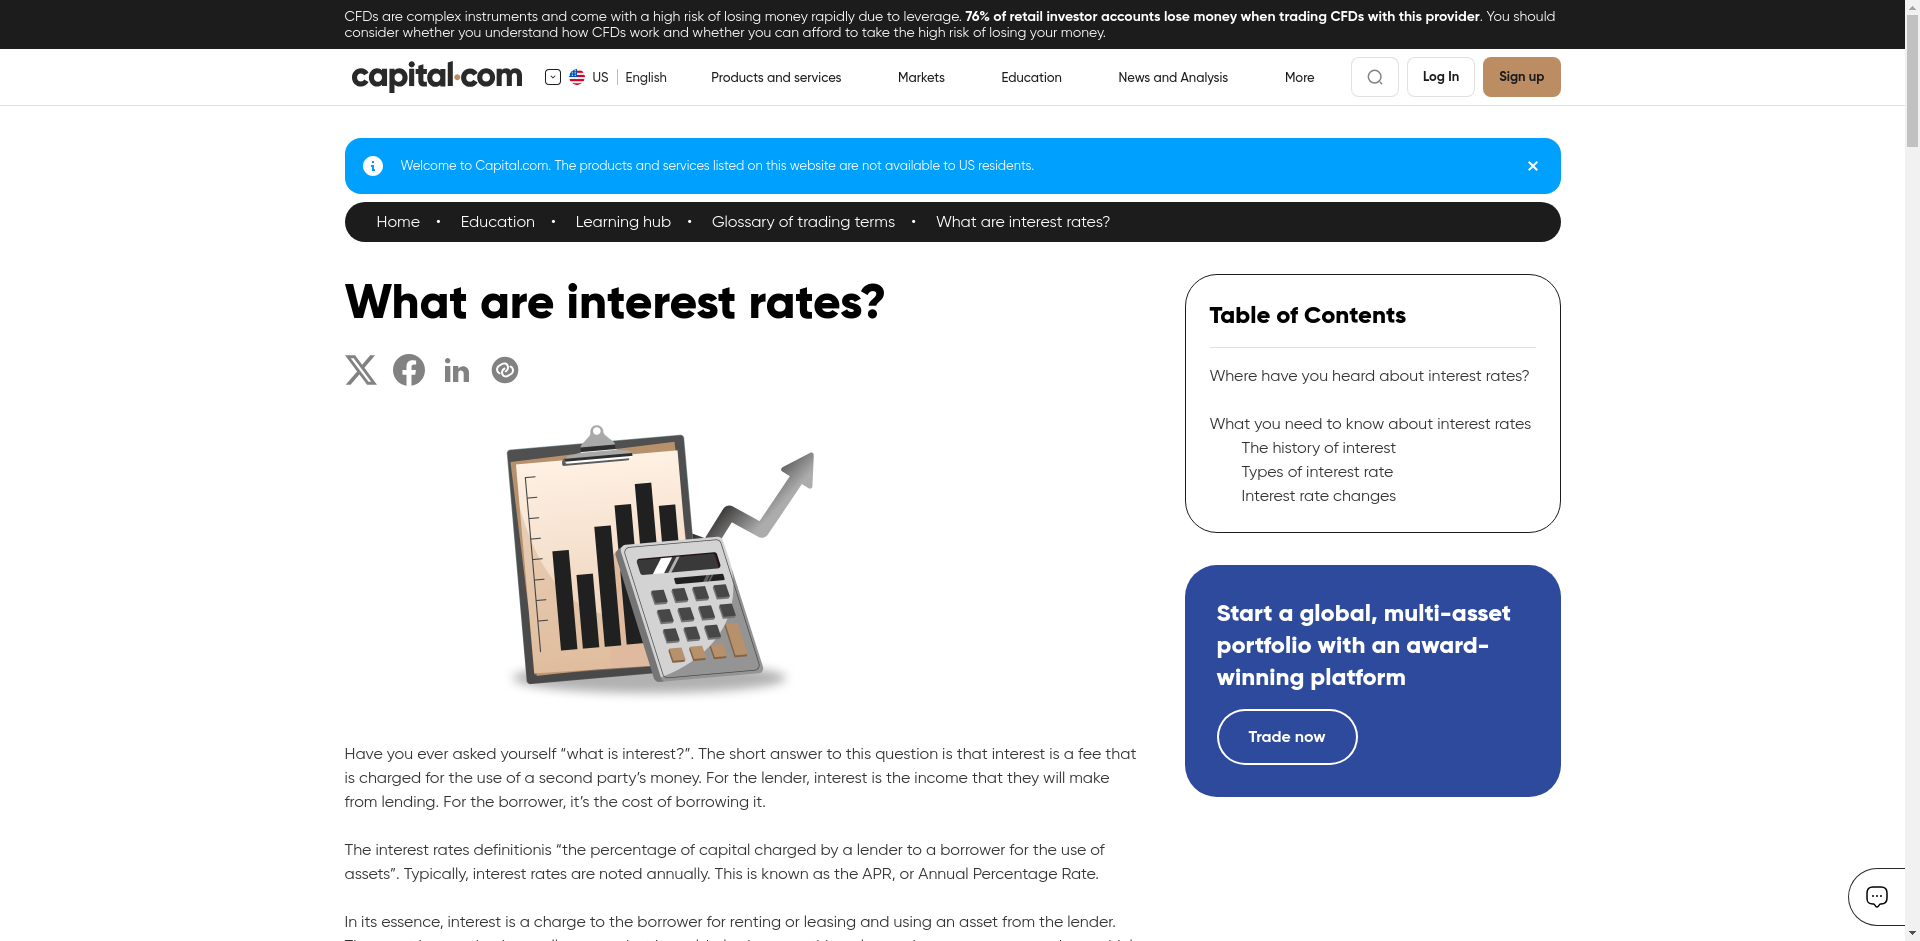 CFDs are complex instruments and come with a high risk of losing money rapidly due to leverage. 76% of retail investor accounts lose money when trading CFDs with this provider. You should
consider whether you understand how CFDs work and whether you can afford to take the high risk of losing your money.
capital.com
US English
Products and services
Markets
Education
News and Analysis
More
Log In
Sign up
Welcome to Capital.com. The products and services listed on this website are not available to US residents.
Home • Education • Learning hub • Glossary of trading terms • What are interest rates?
What are interest rates?
Have you ever asked yourself “what is interest?”. The short answer to this question is that interest is a fee that
is charged for the use of a second party’s money. For the lender, interest is the income that they will make
from lending. For the borrower, it’s the cost of borrowing it.
The interest rates definitionis “the percentage of capital charged by a lender to a borrower for the use of
assets”. Typically, interest rates are noted annually. This is known as the APR, or Annual Percentage Rate.
In its essence, interest is a charge to the borrower for renting or leasing and using an asset from the lender.
Table of Contents
Where have you heard about interest rates?
What you need to know about interest rates
The history of interest
Types of interest rate
Interest rate changes
Start a global, multi-asset
portfolio with an award-
winning platform
Trade now